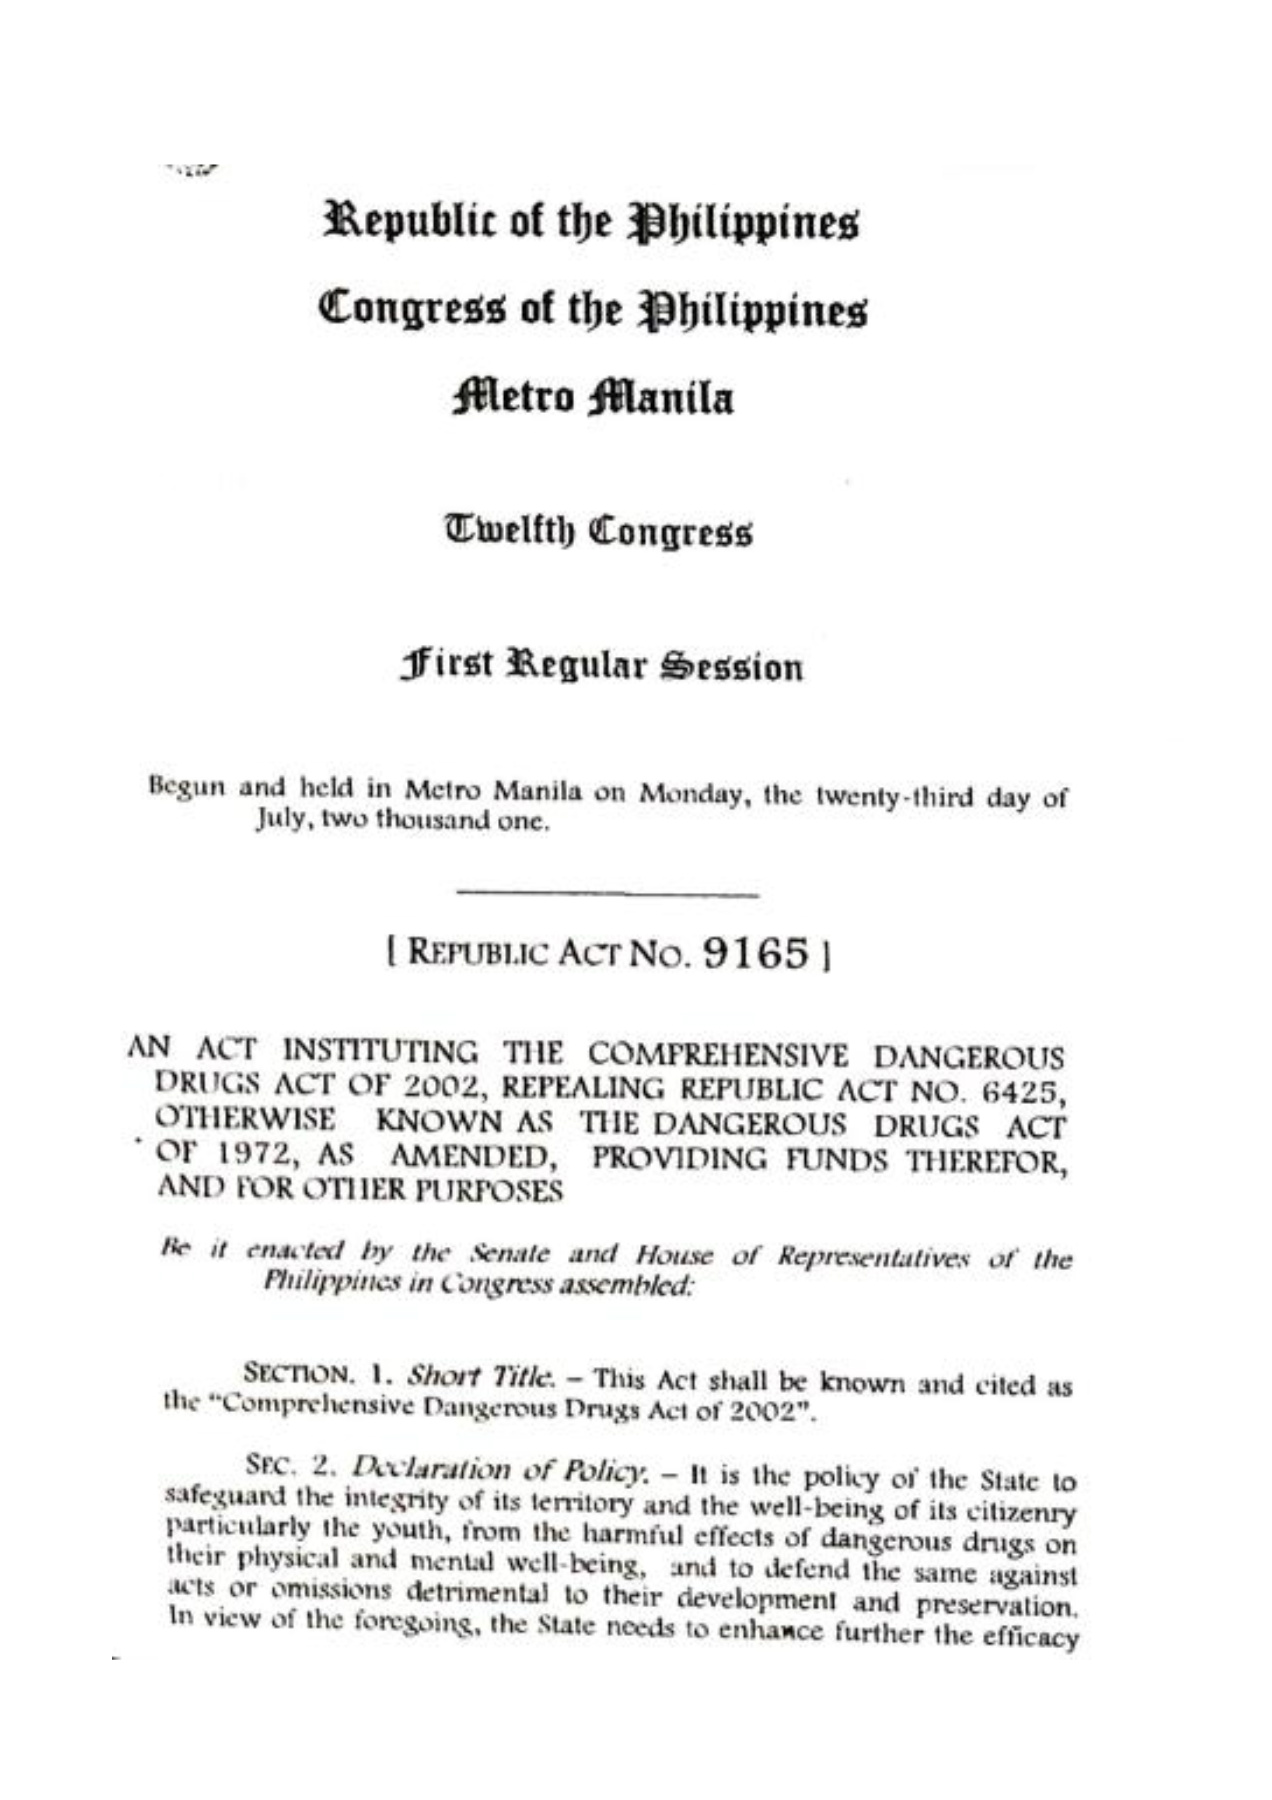 Republic of the Philippines
Congress of the Philippines
Metro Manila
Twelfth Congress
First Regular Session
Begun and held in Metro Manila on Monday, the twenty-third day of
July, two thousand one.
[ REPUBLIC ACT NO. 9165 ]
AN ACT INSTITUTING THE COMPREHENSIVE DANGEROUS
DRUGS ACT OF 2002, REPEALING REPUBLIC ACT NO. 6425,
OTHERWISE KNOWN AS THE DANGEROUS DRUGS ACT
OF 1972, AS AMENDED, PROVIDING FUNDS THEREFOR,
AND FOR OTHER PURPOSES
Be it enacted by the Senate and House of Representatives of the
Philippines in Congress assembled:
SECTION. 1. Short Title. – This Act shall be known and cited as
the "Comprehensive Dangerous Drugs Act of 2002".
SEC. 2. Declaration of Policy. – It is the policy of the State to
safeguard the integrity of its territory and the well-being of its citizenry
particularly the youth, from the harmful effects of dangerous drugs on
their physical and mental well-being, and to defend the same against
acts or omissions detrimental to their development and preservation.
In view of the foregoing, the State needs to enhance further the efficacy